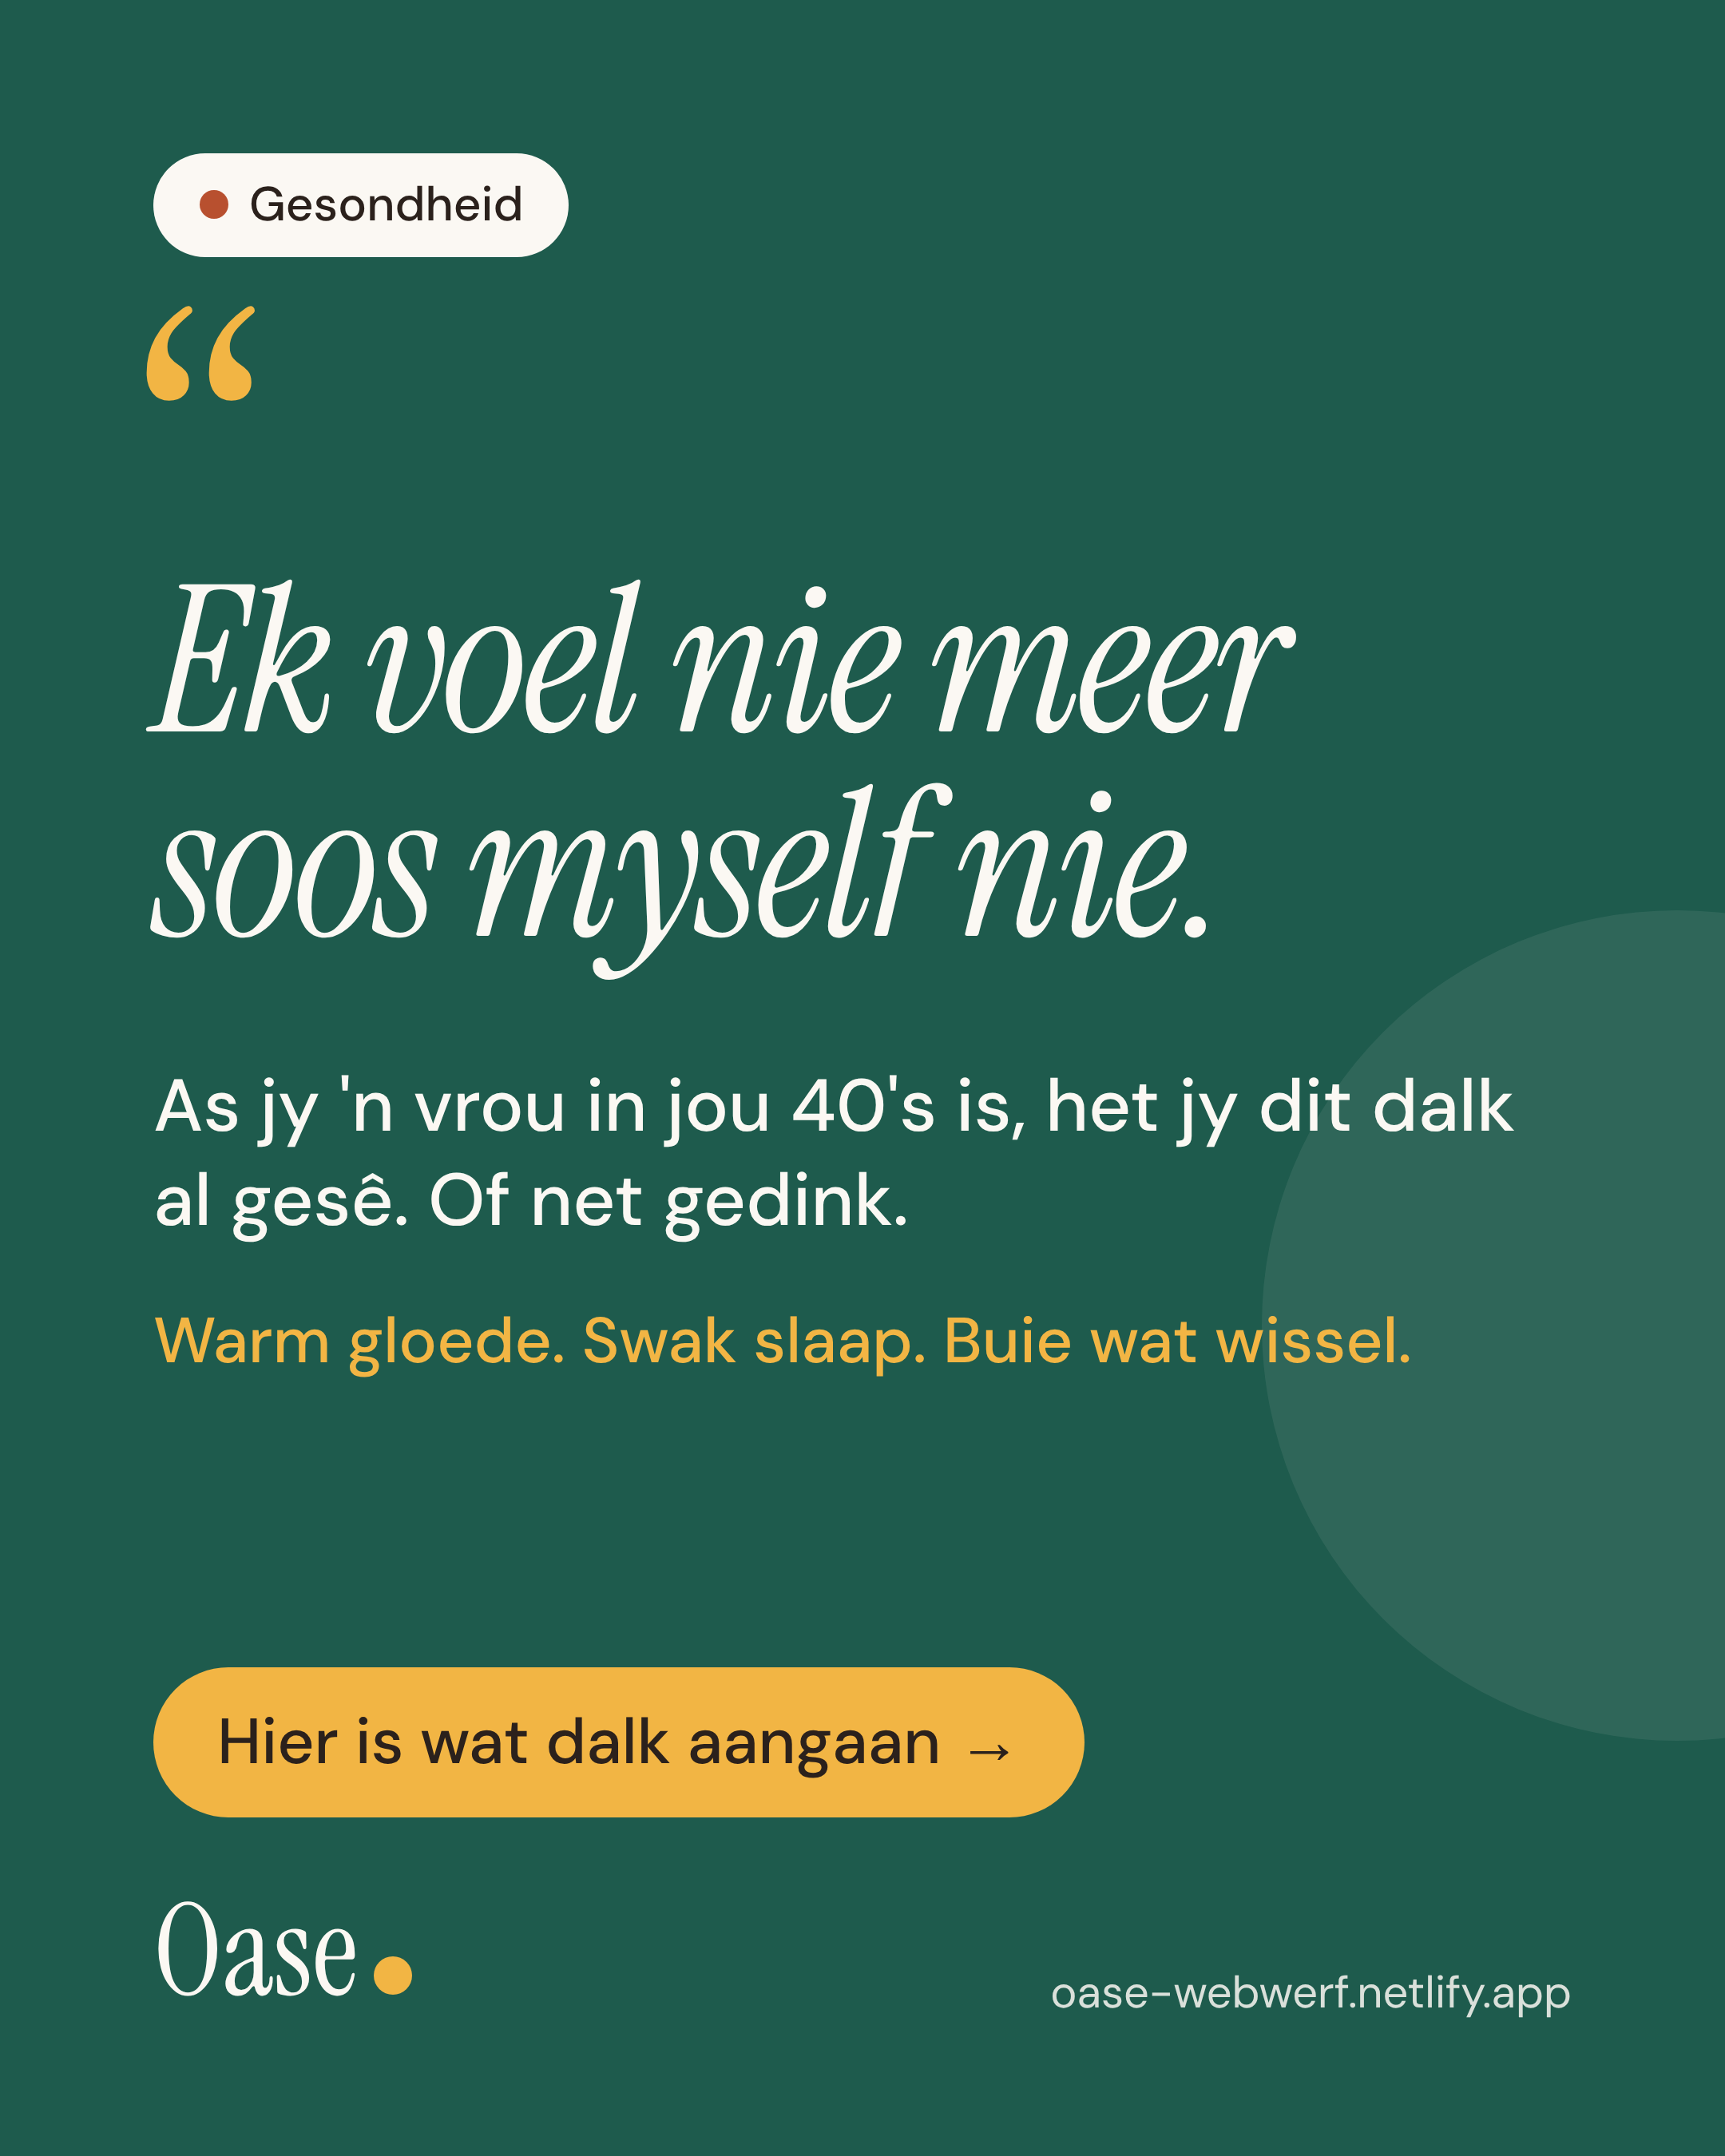 Gesondheid
“
Ek voel nie meer
soos myself nie.
As jy 'n vrou in jou 40's is, het jy dit dalk
al gesê. Of net gedink.
Warm gloede. Swak slaap. Buie wat wissel.
Hier is wat dalk aangaan →
Oase.
oase-webwerf.netlify.app